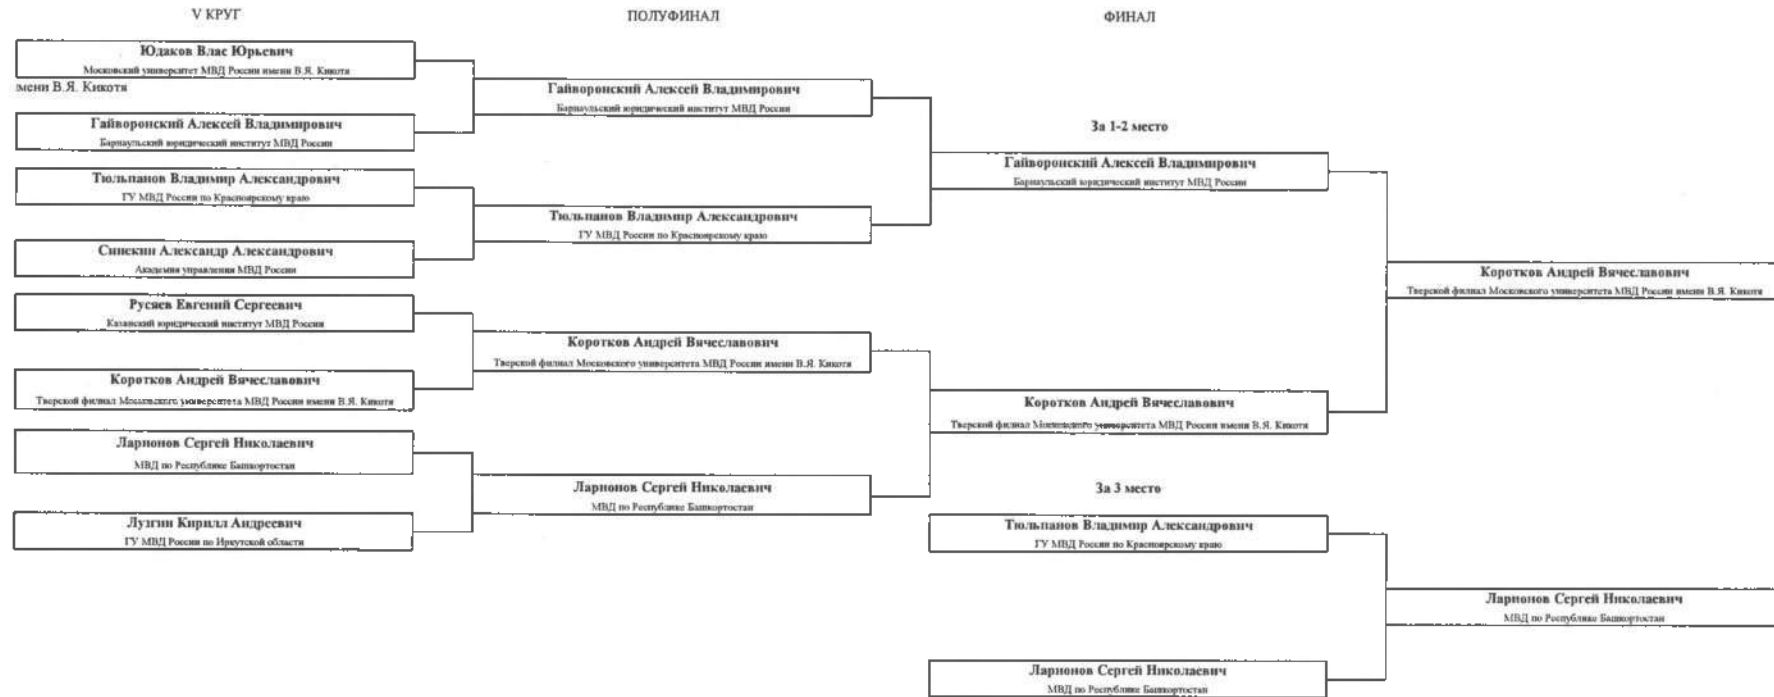 V КРУГ
ПОЛУФИНАЛ
ФИНАЛ
Юдаков Влас Юрьевич
Московский университет МВД России имени В.Я. Кикотя
имени В.Я. Кикотя
Гайворонский Алексей Владимирович
Барнаульский юридический институт МВД России
Тюльпанов Владимир Александрович
ГУ МВД России по Красноярскому краю
Синекин Александр Александрович
Академия управления МВД России
Русяев Евгений Сергеевич
Казанский юридический институт МВД России
Коротков Андрей Вячеславович
Тверской филиал Московского университета МВД России имени В.Я. Кикотя
Ларионов Сергей Николаевич
МВД по Республике Башкортостан
Лузгин Кирилл Андреевич
ГУ МВД России по Иркутской области
Гайворонский Алексей Владимирович
Барнаульский юридический институт МВД России
Тюльпанов Владимир Александрович
ГУ МВД России по Красноярскому краю
Коротков Андрей Вячеславович
Тверской филиал Московского университета МВД России имени В.Я. Кикотя
Ларионов Сергей Николаевич
МВД по Республике Башкортостан
За 1-2 место
Гайворонский Алексей Владимирович
Барнаульский юридический институт МВД России
Коротков Андрей Вячеславович
Тверской филиал Московского университета МВД России имени В.Я. Кикотя
За 3 место
Тюльпанов Владимир Александрович
ГУ МВД России по Красноярскому краю
Ларионов Сергей Николаевич
МВД по Республике Башкортостан
Коротков Андрей Вячеславович
Тверской филиал Московского университета МВД России имени В.Я. Кикотя
Ларионов Сергей Николаевич
МВД по Республике Башкортостан